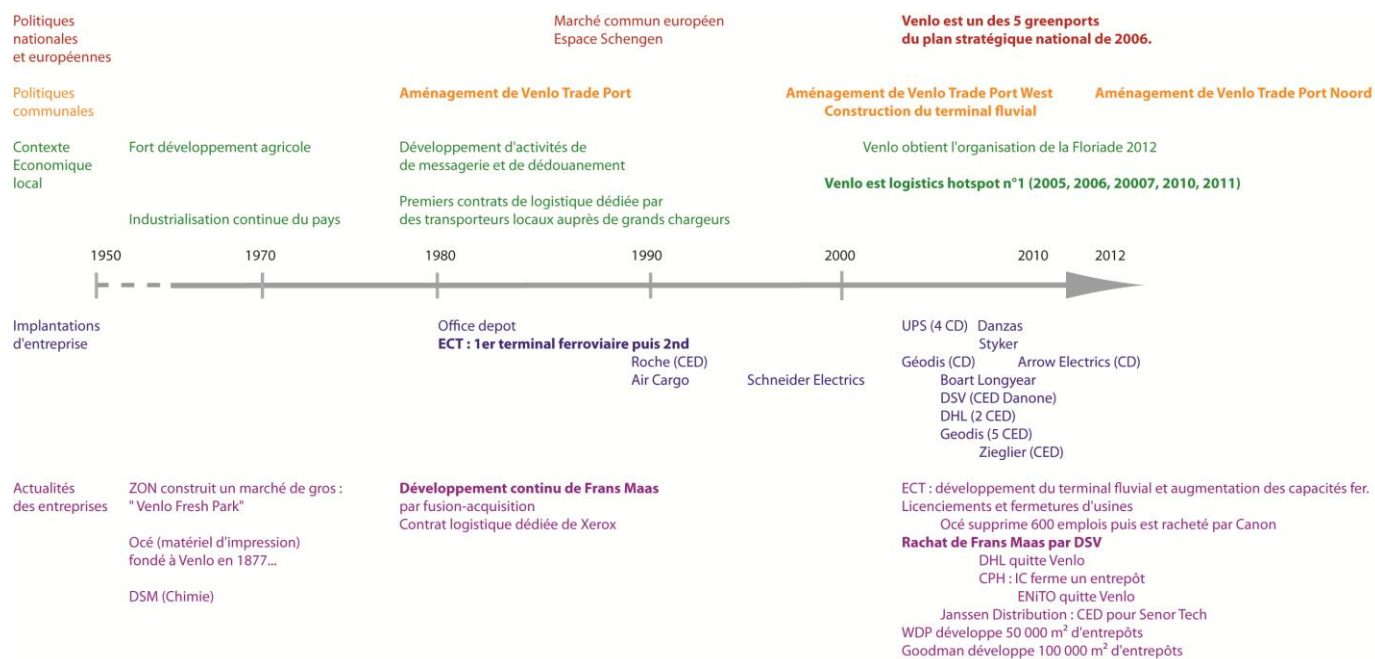 Politiques
nationales
et européennes
Marché commun européen
Espace Schengen
Venlo est un des 5 greenports
du plan stratégique national de 2006.
Politiques
communales
Aménagement de Venlo Trade Port
Aménagement de Venlo Trade Port West
Construction du terminal fluvial
Aménagement de Venlo Trade Port Noord
Contexte
Economique
local
Fort développement agricole
Industrialisation continue du pays
Développement d'activités de
de messagerie et de dédouanement
Premiers contrats de logistique dédiée par
des transporteurs locaux auprès de grands chargeurs
Venlo obtient l'organisation de la Floriade 2012
Venlo est logistics hotspot n°1 (2005, 2006, 20007, 2010, 2011)
1950 1970 1980 1990 2000 2010 2012
Implantations
d'entreprise
Office depot
ECT : 1er terminal ferroviaire puis 2nd
Roche (CED)
Air Cargo
Schneider Electrics
UPS (4 CD) Danzas
Styker
Géodis (CD) Arrow Electrics (CD)
Boart Longyear
DSV (CED Danone)
DHL (2 CED)
Geodis (5 CED)
Zieglier (CED)
Actualités
des entreprises
ZON construit un marché de gros :
" Venlo Fresh Park"
Océ (matériel d'impression)
fondé à Venlo en 1877...
DSM (Chimie)
Développement continu de Frans Maas
par fusion-acquisition
Contrat logistique dédiée de Xerox
ECT : développement du terminal fluvial et augmentation des capacités fer.
Licenciements et fermetures d'usines
Océ supprime 600 emplois puis est racheté par Canon
Rachat de Frans Maas par DSV
DHL quitte Venlo
CPH : IC ferme un entrepôt
ENiTO quitte Venlo
Janssen Distribution : CED pour Senor Tech
WDP développe 50 000 m² d'entrepôts
Goodman développe 100 000 m² d'entrepôts